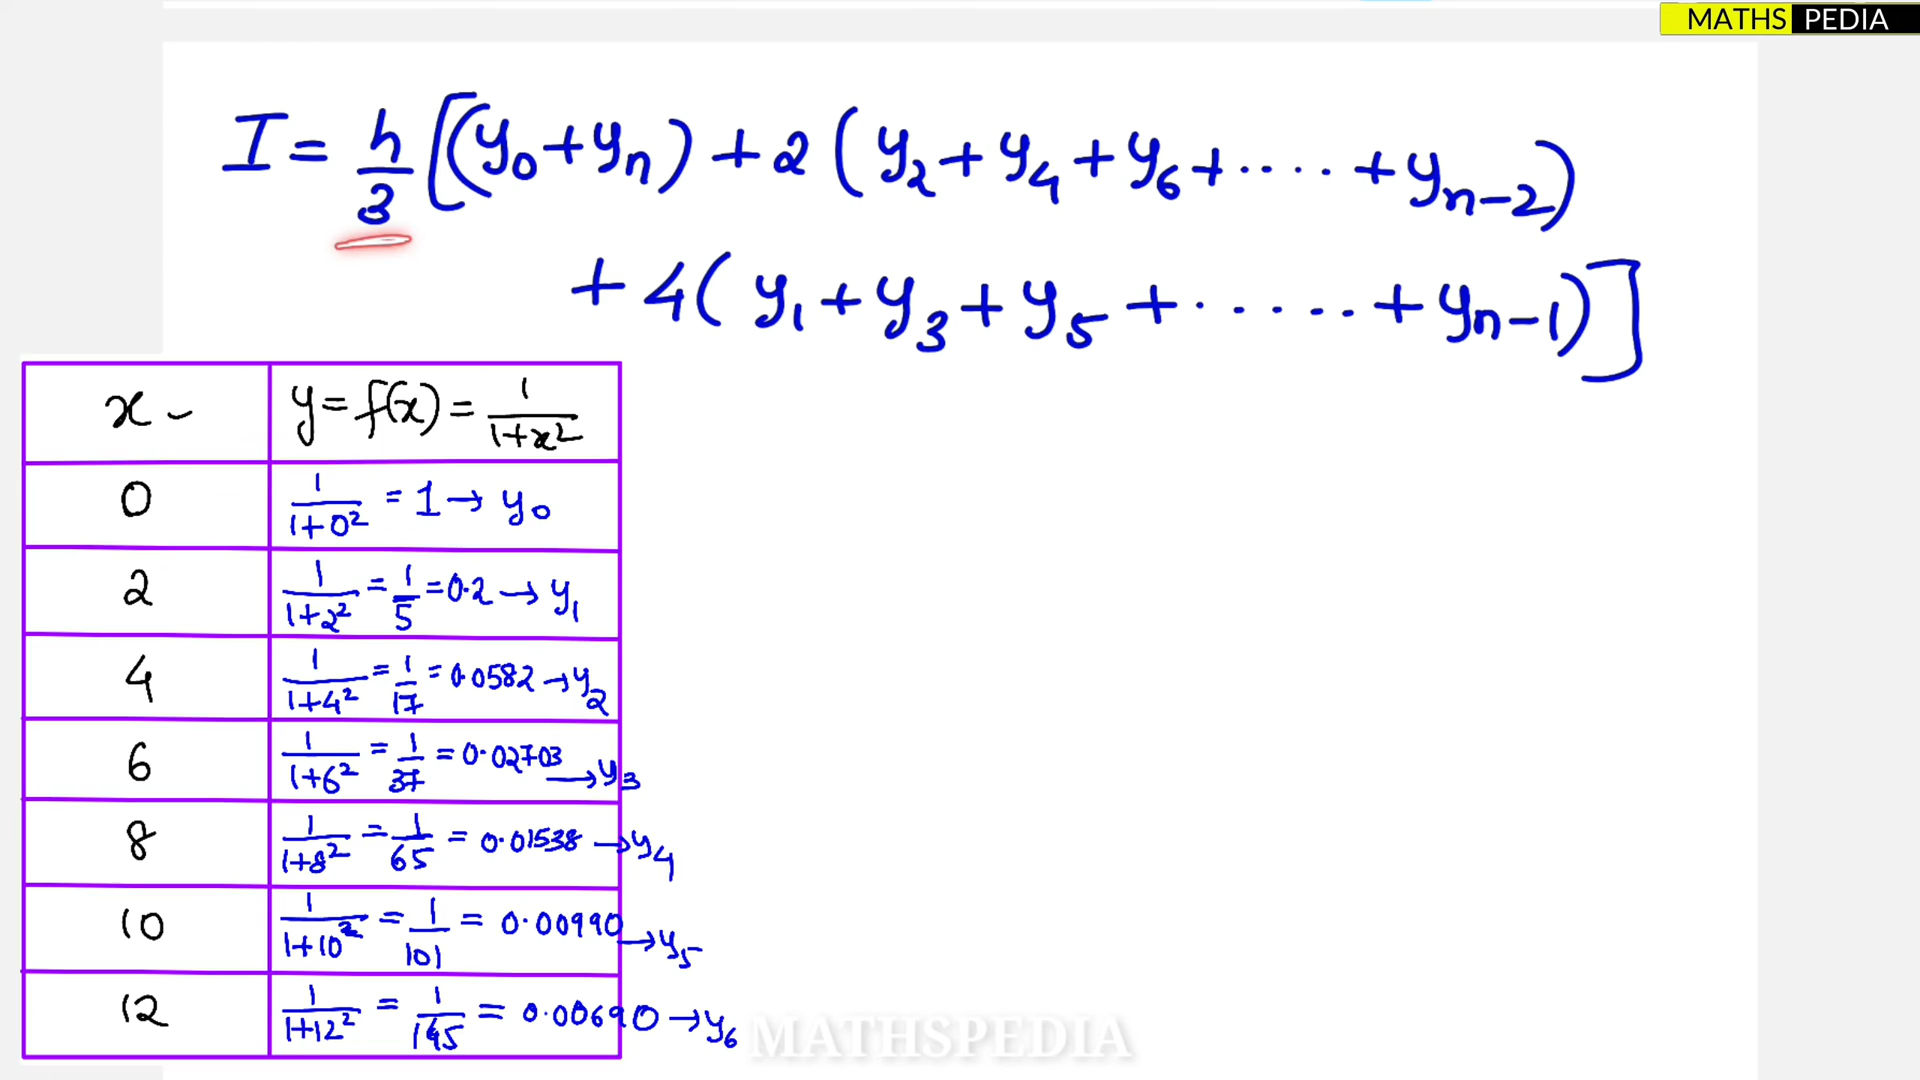 MATHS PEDIA
I = h/3 [(y₀+yₙ) + 2 (y₂+y₄+y₆+....+yₙ₋₂)
+ 4( y₁+y₃+y₅+.....+yₙ₋₁)]
x – y=f(x) = 1/(1+x²)
0 1/(1+0²) = 1 → y₀
2 1/(1+2²) = 1/5 = 0.2 → y₁
4 1/(1+4²) = 1/17 = 0.0582 → y₂
6 1/(1+6²) = 1/37 = 0.02703 → y₃
8 1/(1+8²) = 1/65 = 0.01538 → y₄
10 1/(1+10²) = 1/101 = 0.00990 → y₅
12 1/(1+12²) = 1/145 = 0.00690 → y₆
MATHSPEDIA